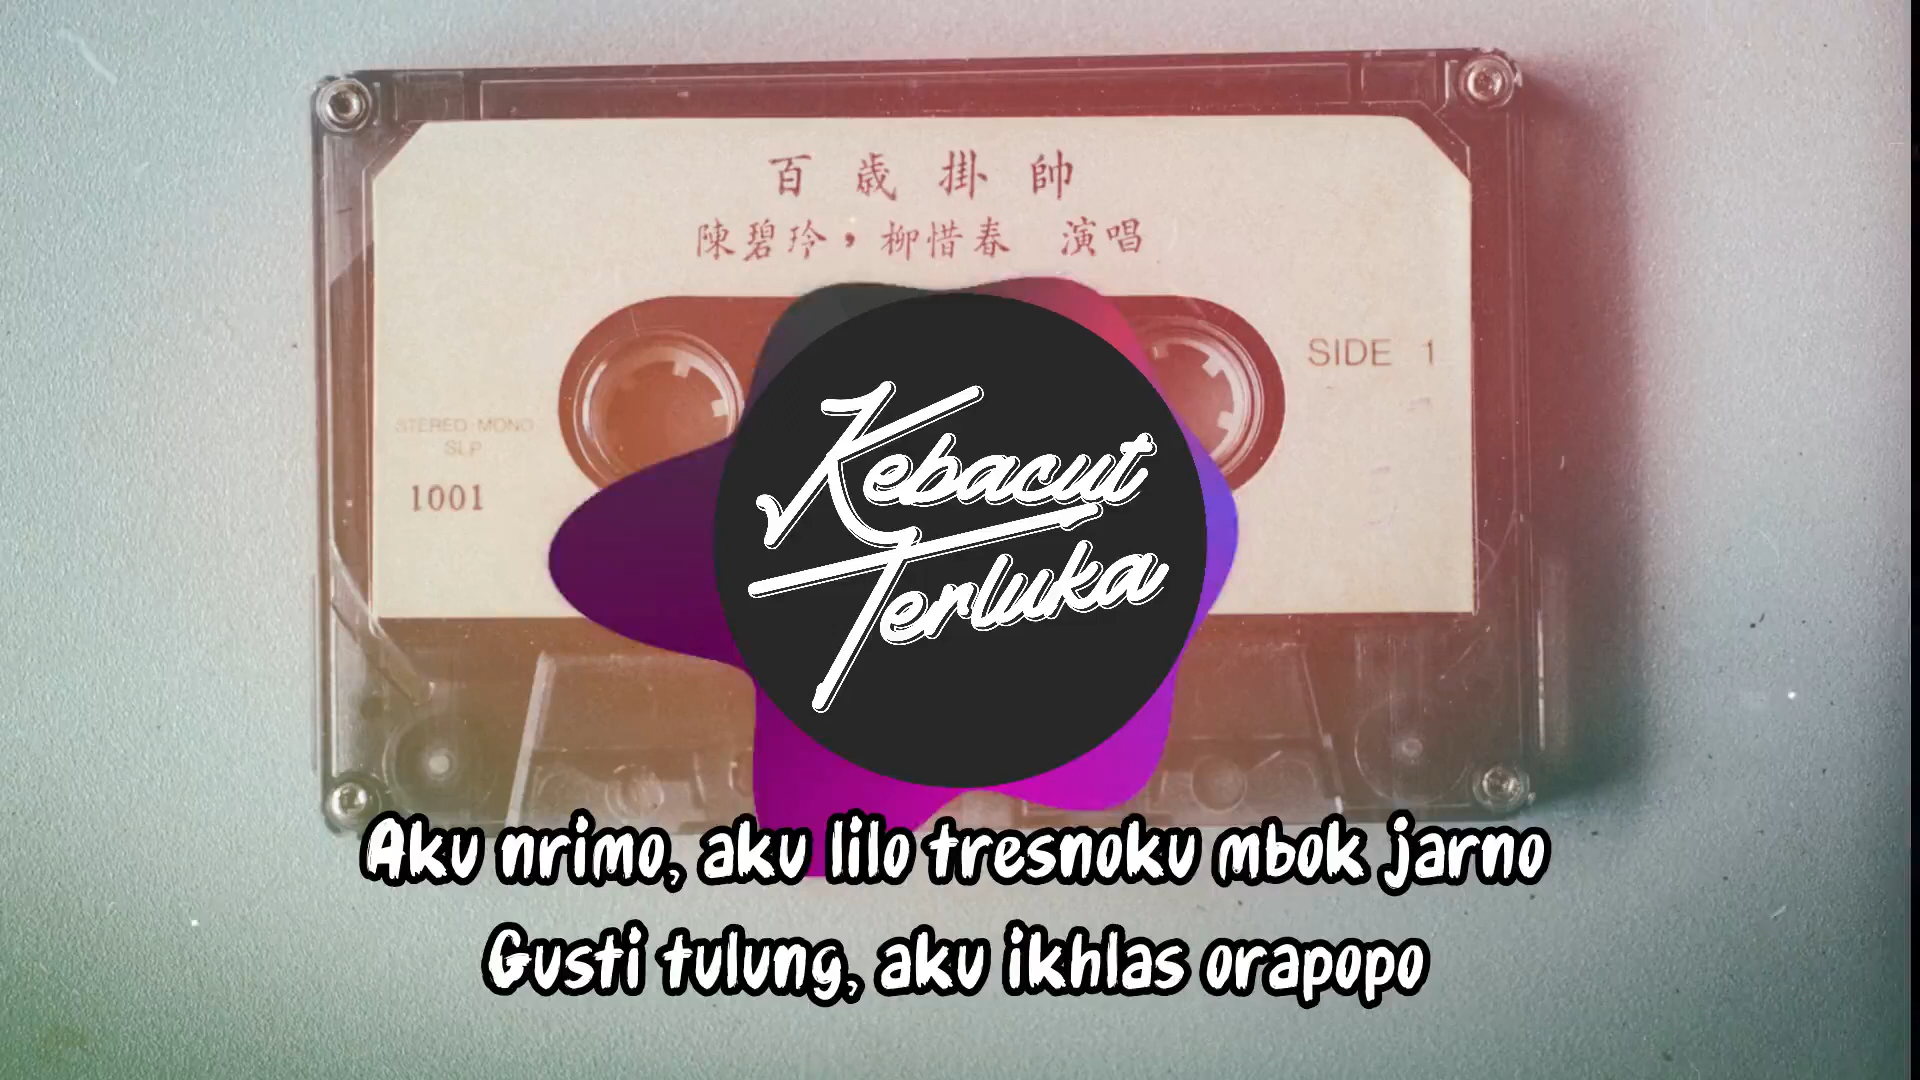 百歲掛帥
陳碧玲，柳惜春 演唱
SIDE 1
STEREO MONO
SLP
1001
Kebacut
Terluka
Aku nrimo, aku lilo tresnoku mbok jarno
Gusti tulung, aku ikhlas orapopo